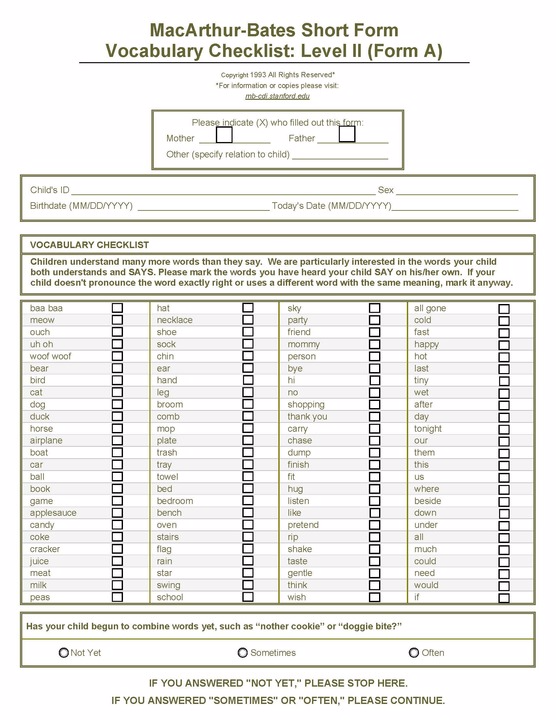 MacArthur-Bates Short Form
Vocabulary Checklist: Level II (Form A)
Copyright 1993 All Rights Reserved*
*For information or copies please visit:
mb-cdi.stanford.edu
Please indicate (X) who filled out this form:
Mother Father
Other (specify relation to child)
Child's ID Sex
Birthdate (MM/DD/YYYY) Today's Date (MM/DD/YYYY)
VOCABULARY CHECKLIST
Children understand many more words than they say. We are particularly interested in the words your child
both understands and SAYS. Please mark the words you have heard your child SAY on his/her own. If your
child doesn't pronounce the word exactly right or uses a different word with the same meaning, mark it anyway.
baa baa hat sky all gone
meow necklace party cold
ouch shoe friend fast
uh oh sock mommy happy
woof woof chin person hot
bear ear bye last
bird hand hi tiny
cat leg no wet
dog broom shopping after
duck comb thank you day
horse mop carry tonight
airplane plate chase our
boat trash dump them
car tray finish this
ball towel fit us
book bed hug where
game bedroom listen beside
applesauce bench like down
candy oven pretend under
coke stairs rip all
cracker flag shake much
juice rain taste could
meat star gentle need
milk swing think would
peas school wish if
Has your child begun to combine words yet, such as “nother cookie” or “doggie bite?”
Not Yet Sometimes Often
IF YOU ANSWERED "NOT YET," PLEASE STOP HERE.
IF YOU ANSWERED "SOMETIMES" OR "OFTEN," PLEASE CONTINUE.